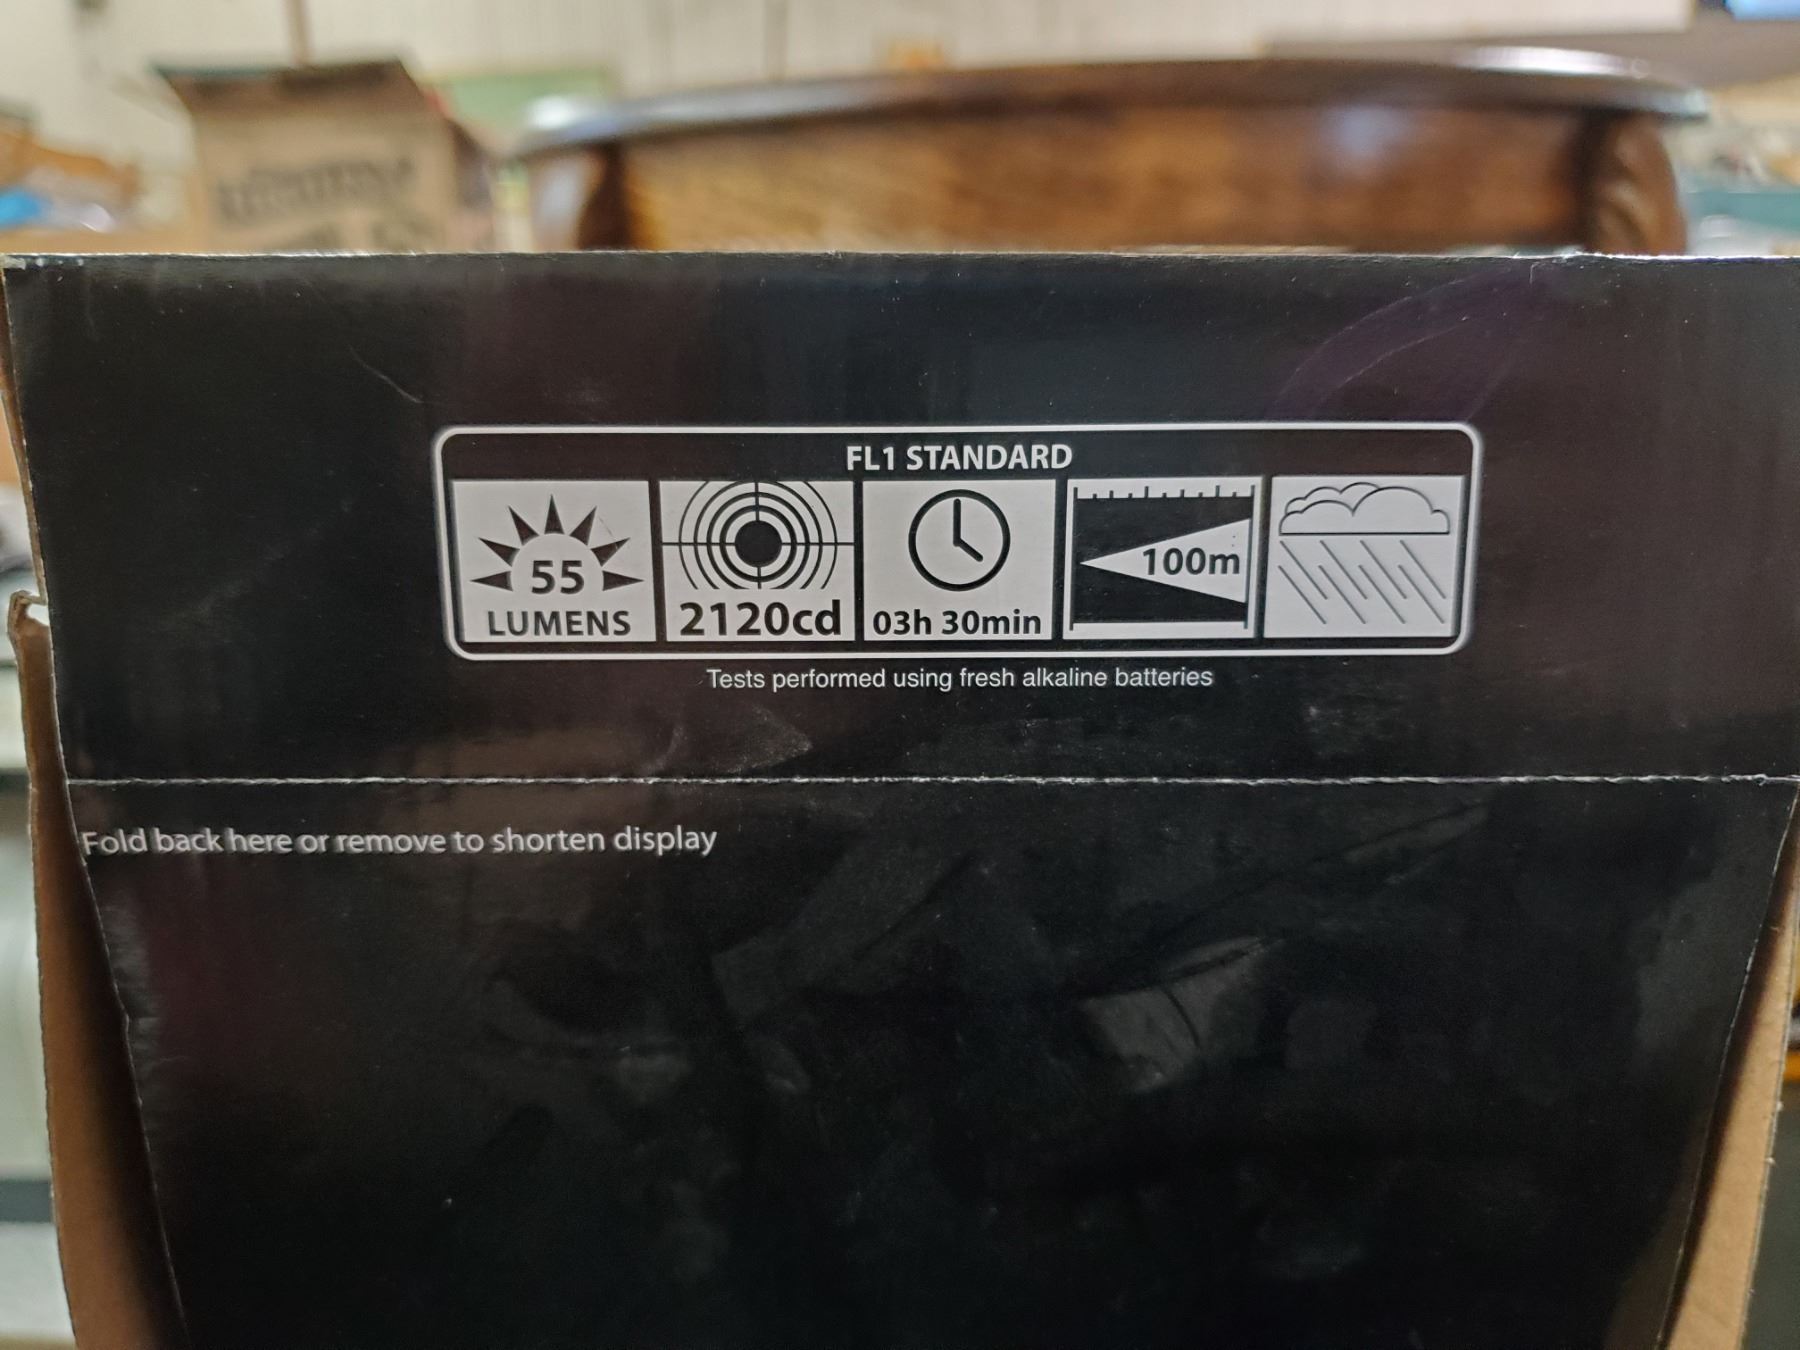 FL1 STANDARD
55
LUMENS
2120cd
03h 30min
100m
Tests performed using fresh alkaline batteries
Fold back here or remove to shorten display